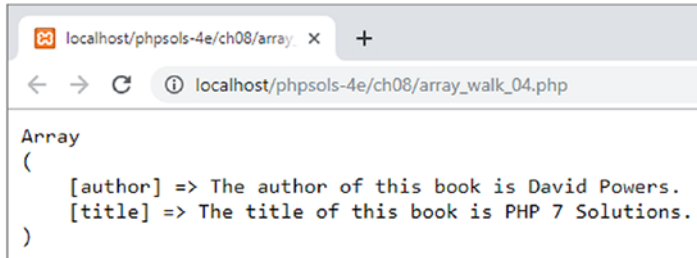 localhost/phpsols-4e/ch08/array_
localhost/phpsols-4e/ch08/array_walk_04.php
Array
(
[author] => The author of this book is David Powers.
[title] => The title of this book is PHP 7 Solutions.
)